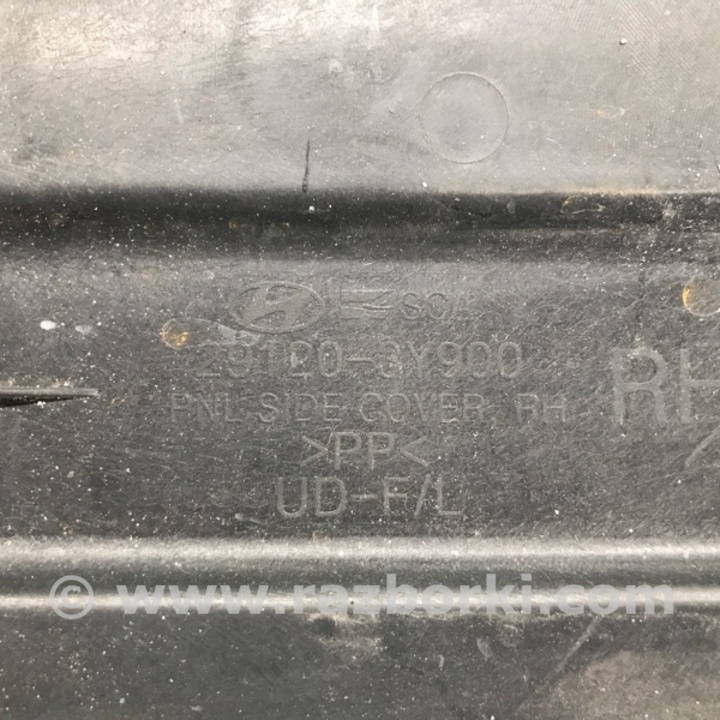 SCA
29120-3Y900
PNL SIDE COVER, RH
RH
>PP<
UD-F/L
© www.razborki.com